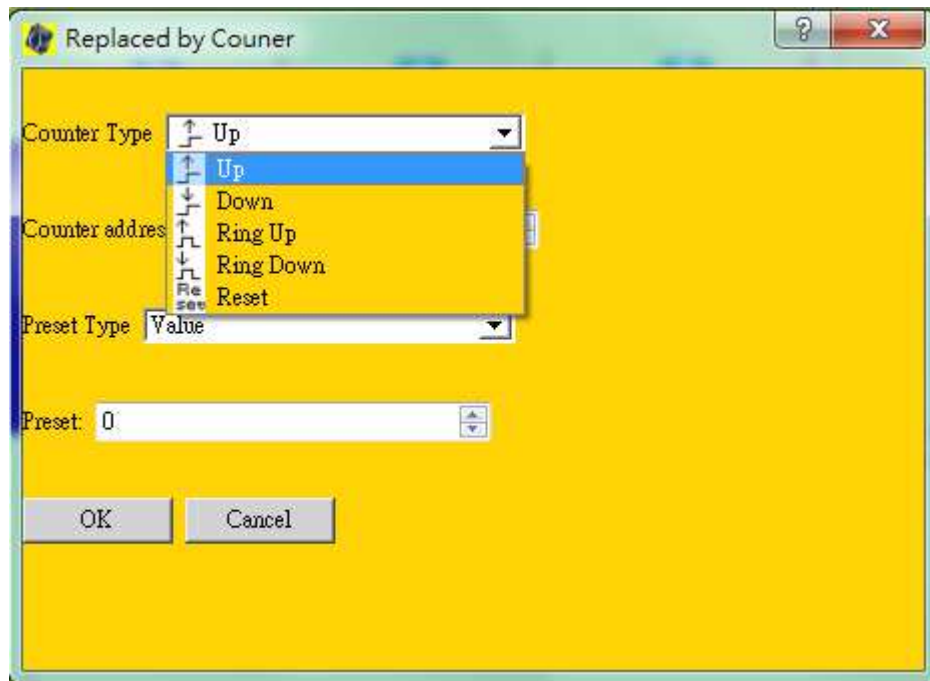 Replaced by Couner
Counter Type Up
Up
Down
Counter addres
Ring Up
Ring Down
Reset
Reset
Preset Type Value
Preset: 0
OK Cancel